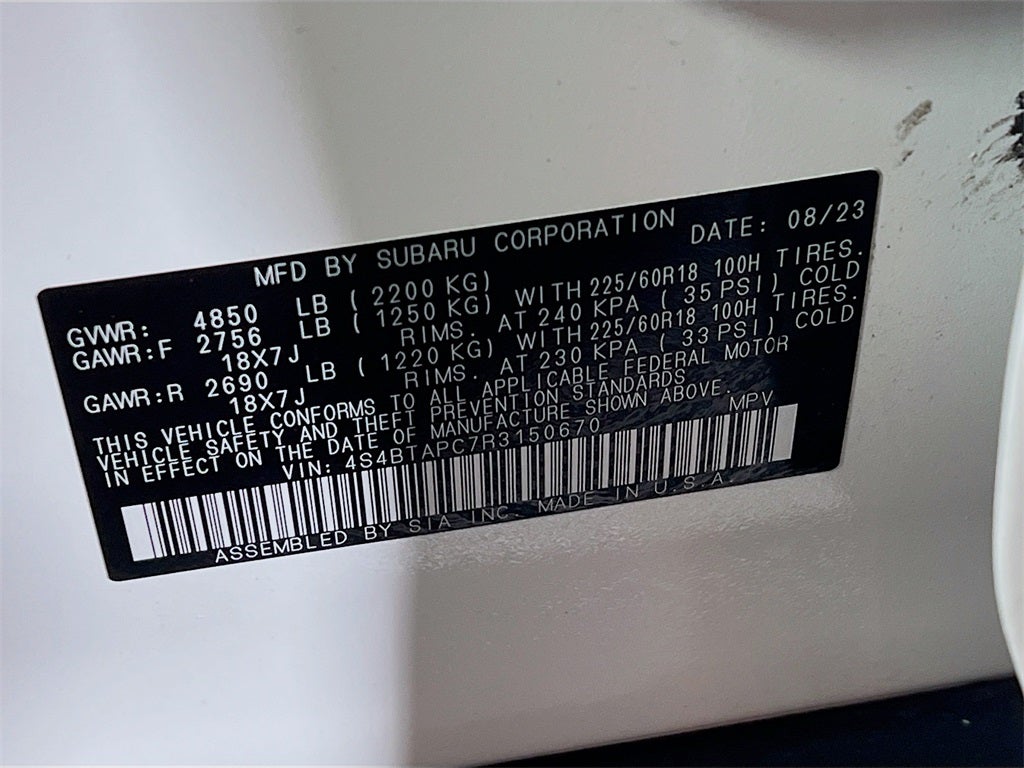 MFD BY SUBARU CORPORATION DATE: 08/23
GVWR: 4850 LB ( 2200 KG)
GAWR:F 2756 LB ( 1250 KG) WITH 225/60R18 100H TIRES.
18X7J RIMS. AT 240 KPA ( 35 PSI) COLD
GAWR:R 2690 LB ( 1220 KG) WITH 225/60R18 100H TIRES.
18X7J RIMS. AT 230 KPA ( 33 PSI) COLD
THIS VEHICLE CONFORMS TO ALL APPLICABLE FEDERAL MOTOR
VEHICLE SAFETY AND THEFT PREVENTION STANDARDS
IN EFFECT ON THE DATE OF MANUFACTURE SHOWN ABOVE.
VIN: 4S4BTAPC7R3150670 MPV
ASSEMBLED BY SIA INC. MADE IN U.S.A.